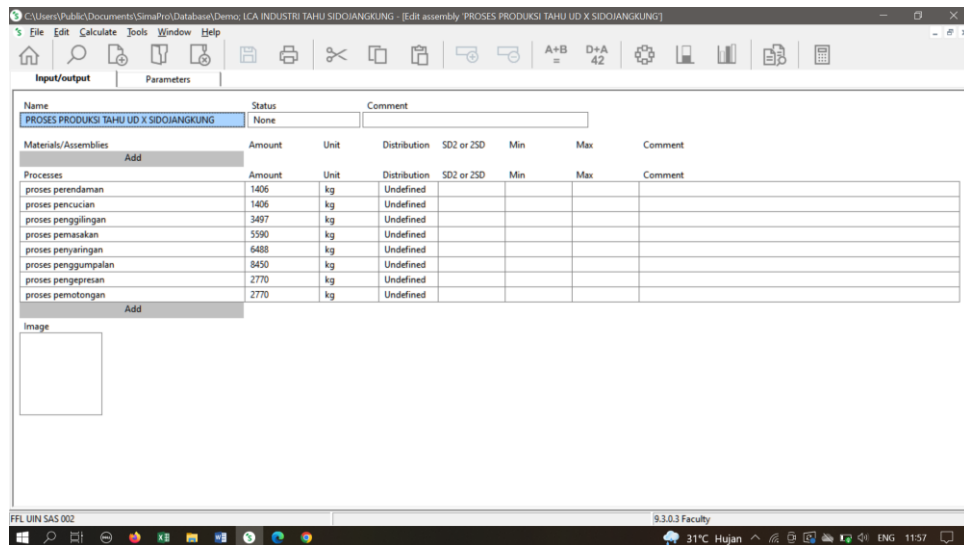 C:\Users\Public\Documents\SimaPro\Database\Demo; LCA INDUSTRI TAHU SIDOJANGKUNG - [Edit assembly 'PROSES PRODUKSI TAHU UD X SIDOJANGKUNG']
File Edit Calculate Tools Window Help
A+B = D+A 42
Input/output Parameters
Name Status Comment
PROSES PRODUKSI TAHU UD X SIDOJANGKUNG None
Materials/Assemblies Amount Unit Distribution SD2 or 2SD Min Max Comment
Add
Processes Amount Unit Distribution SD2 or 2SD Min Max Comment
proses perendaman 1406 kg Undefined
proses pencucian 1406 kg Undefined
proses penggilingan 3497 kg Undefined
proses pemasakan 5590 kg Undefined
proses penyaringan 6488 kg Undefined
proses penggumpalan 8450 kg Undefined
proses pengepresan 2770 kg Undefined
proses pemotongan 2770 kg Undefined
Add
Image
FFL UIN SAS 002 9.3.0.3 Faculty
31°C Hujan ENG 11:57